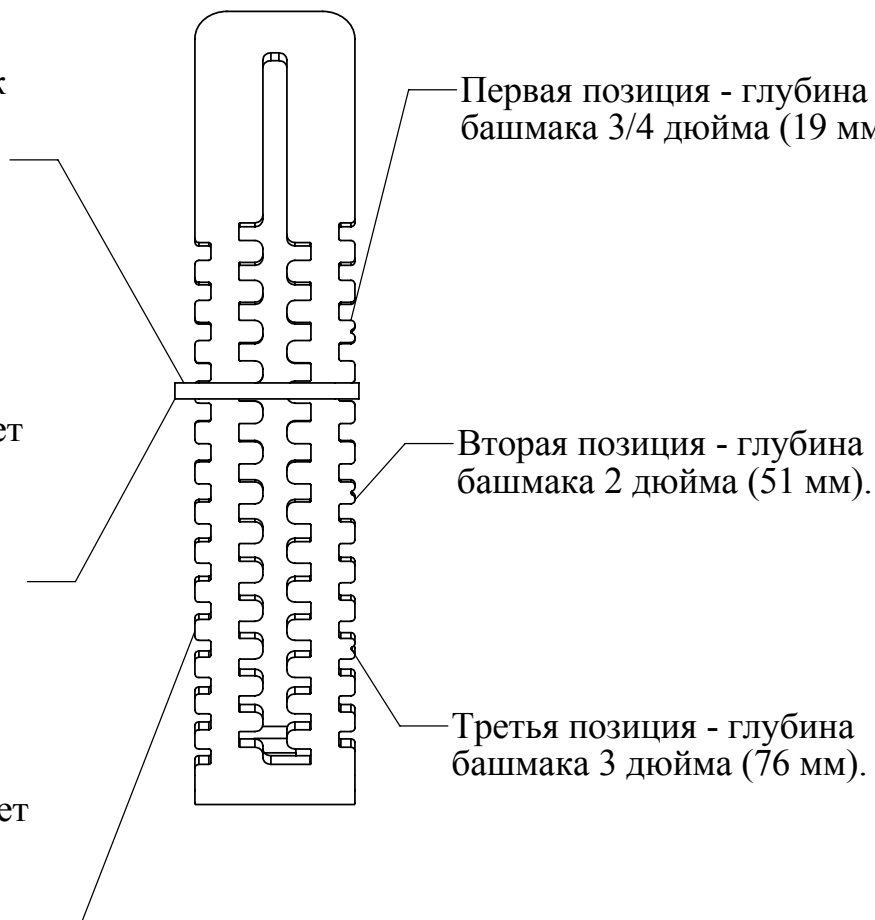 Первая позиция - глубина
башмака 3/4 дюйма (19 мм
Вторая позиция - глубина
башмака 2 дюйма (51 мм).
Третья позиция - глубина
башмака 3 дюйма (76 мм).